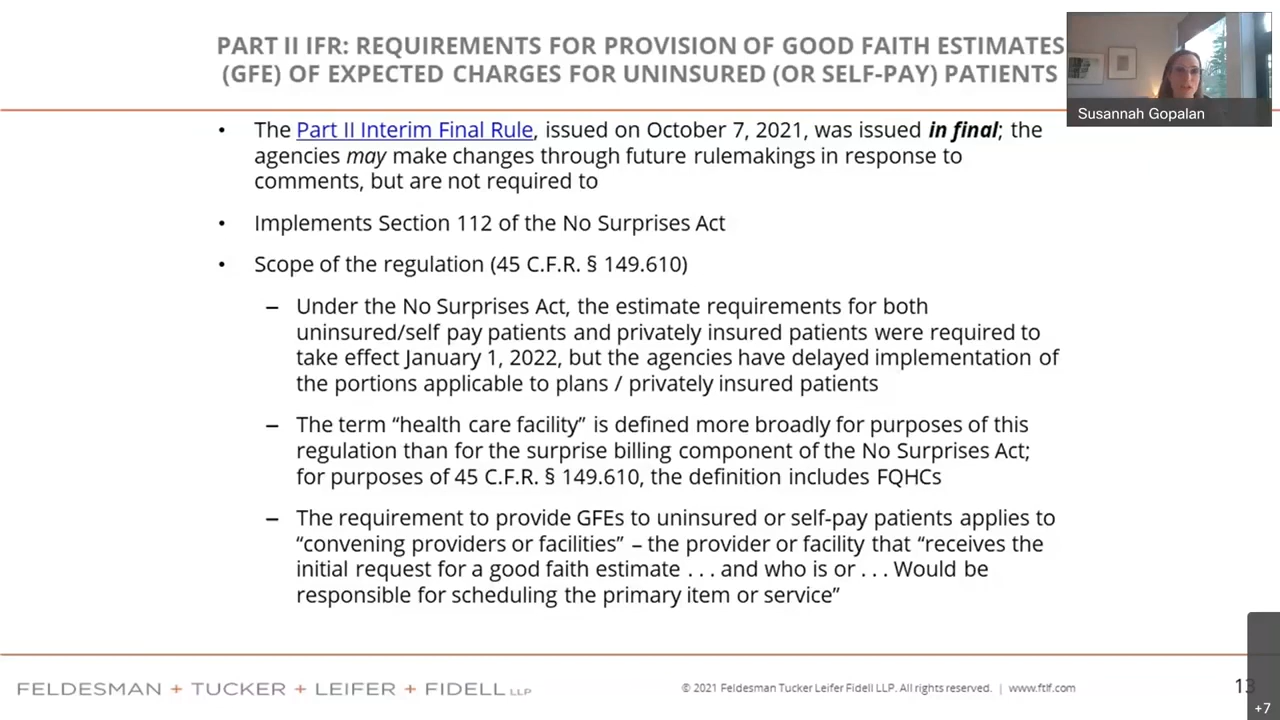 PART II IFR: REQUIREMENTS FOR PROVISION OF GOOD FAITH ESTIMATES
(GFE) OF EXPECTED CHARGES FOR UNINSURED (OR SELF-PAY) PATIENTS
Susannah Gopalan
• The Part II Interim Final Rule, issued on October 7, 2021, was issued in final; the
agencies may make changes through future rulemakings in response to
comments, but are not required to
• Implements Section 112 of the No Surprises Act
• Scope of the regulation (45 C.F.R. § 149.610)
– Under the No Surprises Act, the estimate requirements for both
uninsured/self pay patients and privately insured patients were required to
take effect January 1, 2022, but the agencies have delayed implementation of
the portions applicable to plans / privately insured patients
– The term “health care facility” is defined more broadly for purposes of this
regulation than for the surprise billing component of the No Surprises Act;
for purposes of 45 C.F.R. § 149.610, the definition includes FQHCs
– The requirement to provide GFEs to uninsured or self-pay patients applies to
“convening providers or facilities” – the provider or facility that “receives the
initial request for a good faith estimate . . . and who is or . . . Would be
responsible for scheduling the primary item or service”
FELDESMAN + TUCKER + LEIFER + FIDELL LLP
© 2021 Feldesman Tucker Leifer Fidell LLP. All rights reserved. | www.ftlf.com
13
+7